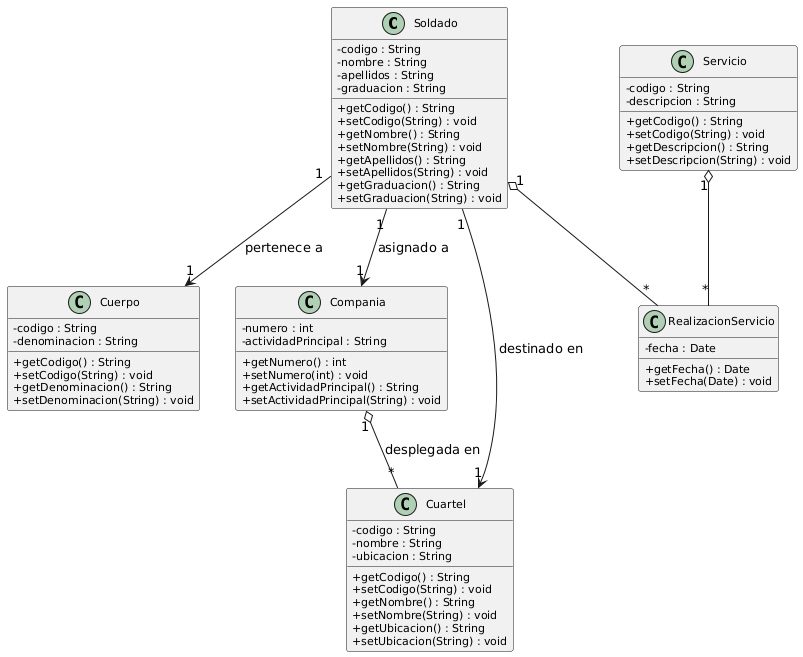 C Soldado
-codigo : String
-nombre : String
-apellidos : String
-graduacion : String
+getCodigo() : String
+setCodigo(String) : void
+getNombre() : String
+setNombre(String) : void
+getApellidos() : String
+setApellidos(String) : void
+getGraduacion() : String
+setGraduacion(String) : void
C Servicio
-codigo : String
-descripcion : String
+getCodigo() : String
+setCodigo(String) : void
+getDescripcion() : String
+setDescripcion(String) : void
1
1
pertenece a
1
1
asignado a
1
1
destinado en
1
1
*
1
*
C Cuerpo
-codigo : String
-denominacion : String
+getCodigo() : String
+setCodigo(String) : void
+getDenominacion() : String
+setDenominacion(String) : void
C Compania
-numero : int
-actividadPrincipal : String
+getNumero() : int
+setNumero(int) : void
+getActividadPrincipal() : String
+setActividadPrincipal(String) : void
C RealizacionServicio
-fecha : Date
+getFecha() : Date
+setFecha(Date) : void
1
desplegada en
*
C Cuartel
-codigo : String
-nombre : String
-ubicacion : String
+getCodigo() : String
+setCodigo(String) : void
+getNombre() : String
+setNombre(String) : void
+getUbicacion() : String
+setUbicacion(String) : void